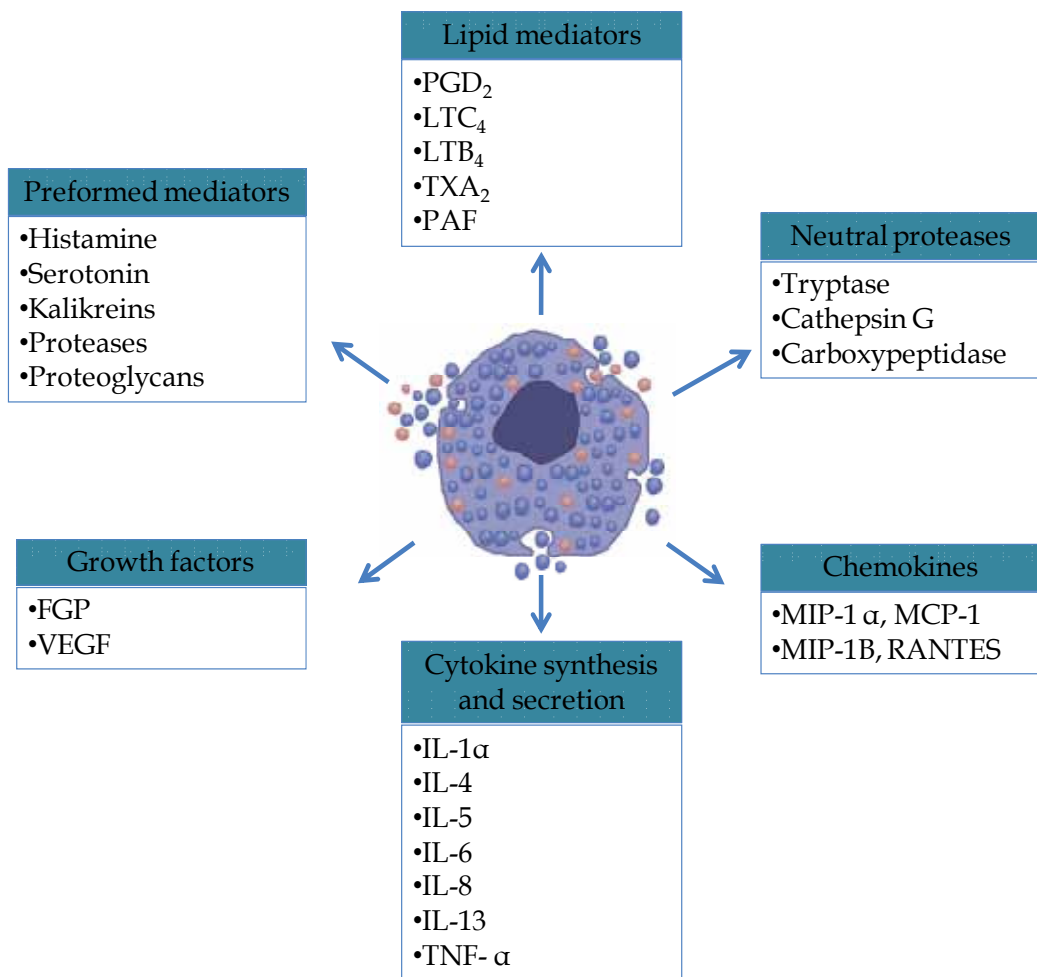 Lipid mediators
•PGD₂
•LTC₄
•LTB₄
•TXA₂
•PAF
Preformed mediators
•Histamine
•Serotonin
•Kalikreins
•Proteases
•Proteoglycans
Neutral proteases
•Tryptase
•Cathepsin G
•Carboxypeptidase
Growth factors
•FGP
•VEGF
Chemokines
•MIP-1 α, MCP-1
•MIP-1B, RANTES
Cytokine synthesis
and secretion
•IL-1α
•IL-4
•IL-5
•IL-6
•IL-8
•IL-13
•TNF- α